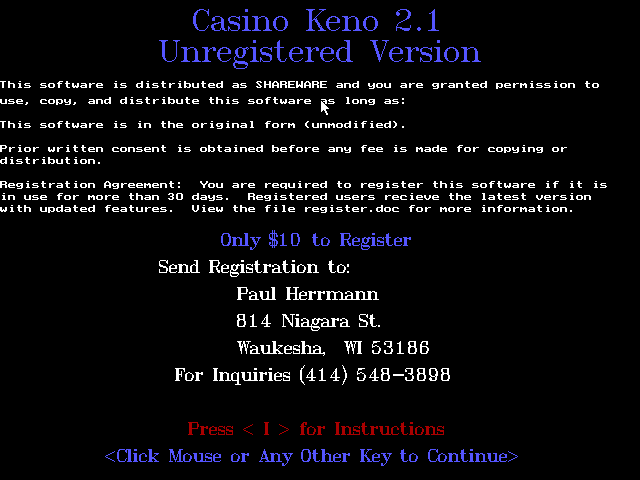 Casino Keno 2.1
Unregistered Version
This software is distributed as SHAREWARE and you are granted permission to
use, copy, and distribute this software as long as:
This software is in the original form (unmodified).
Prior written consent is obtained before any fee is made for copying or
distribution.
Registration Agreement:  You are required to register this software if it is
in use for more than 30 days.  Registered users recieve the latest version
with updated features.  View the file register.doc for more information.
Only $10 to Register
Send Registration to:
Paul Herrmann
814 Niagara St.
Waukesha,  WI 53186
For Inquiries (414) 548-3898
Press < I > for Instructions
<Click Mouse or Any Other Key to Continue>